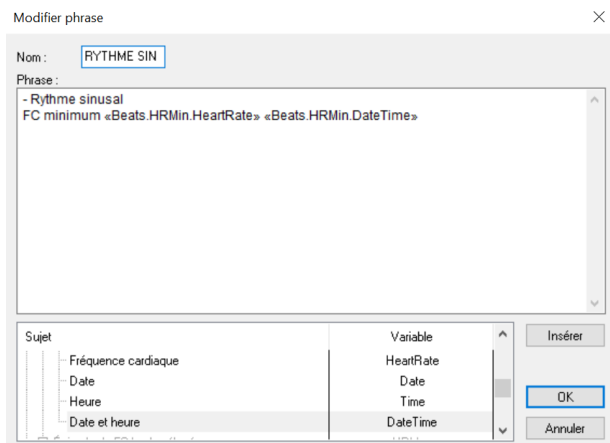 Modifier phrase
Nom :
RYTHME SIN
Phrase :
- Rythme sinusal
FC minimum «Beats.HRMin.HeartRate» «Beats.HRMin.DateTime»
Sujet Variable
Insérer
Fréquence cardiaque HeartRate
Date Date
Heure Time
OK
Date et heure DateTime
Annuler